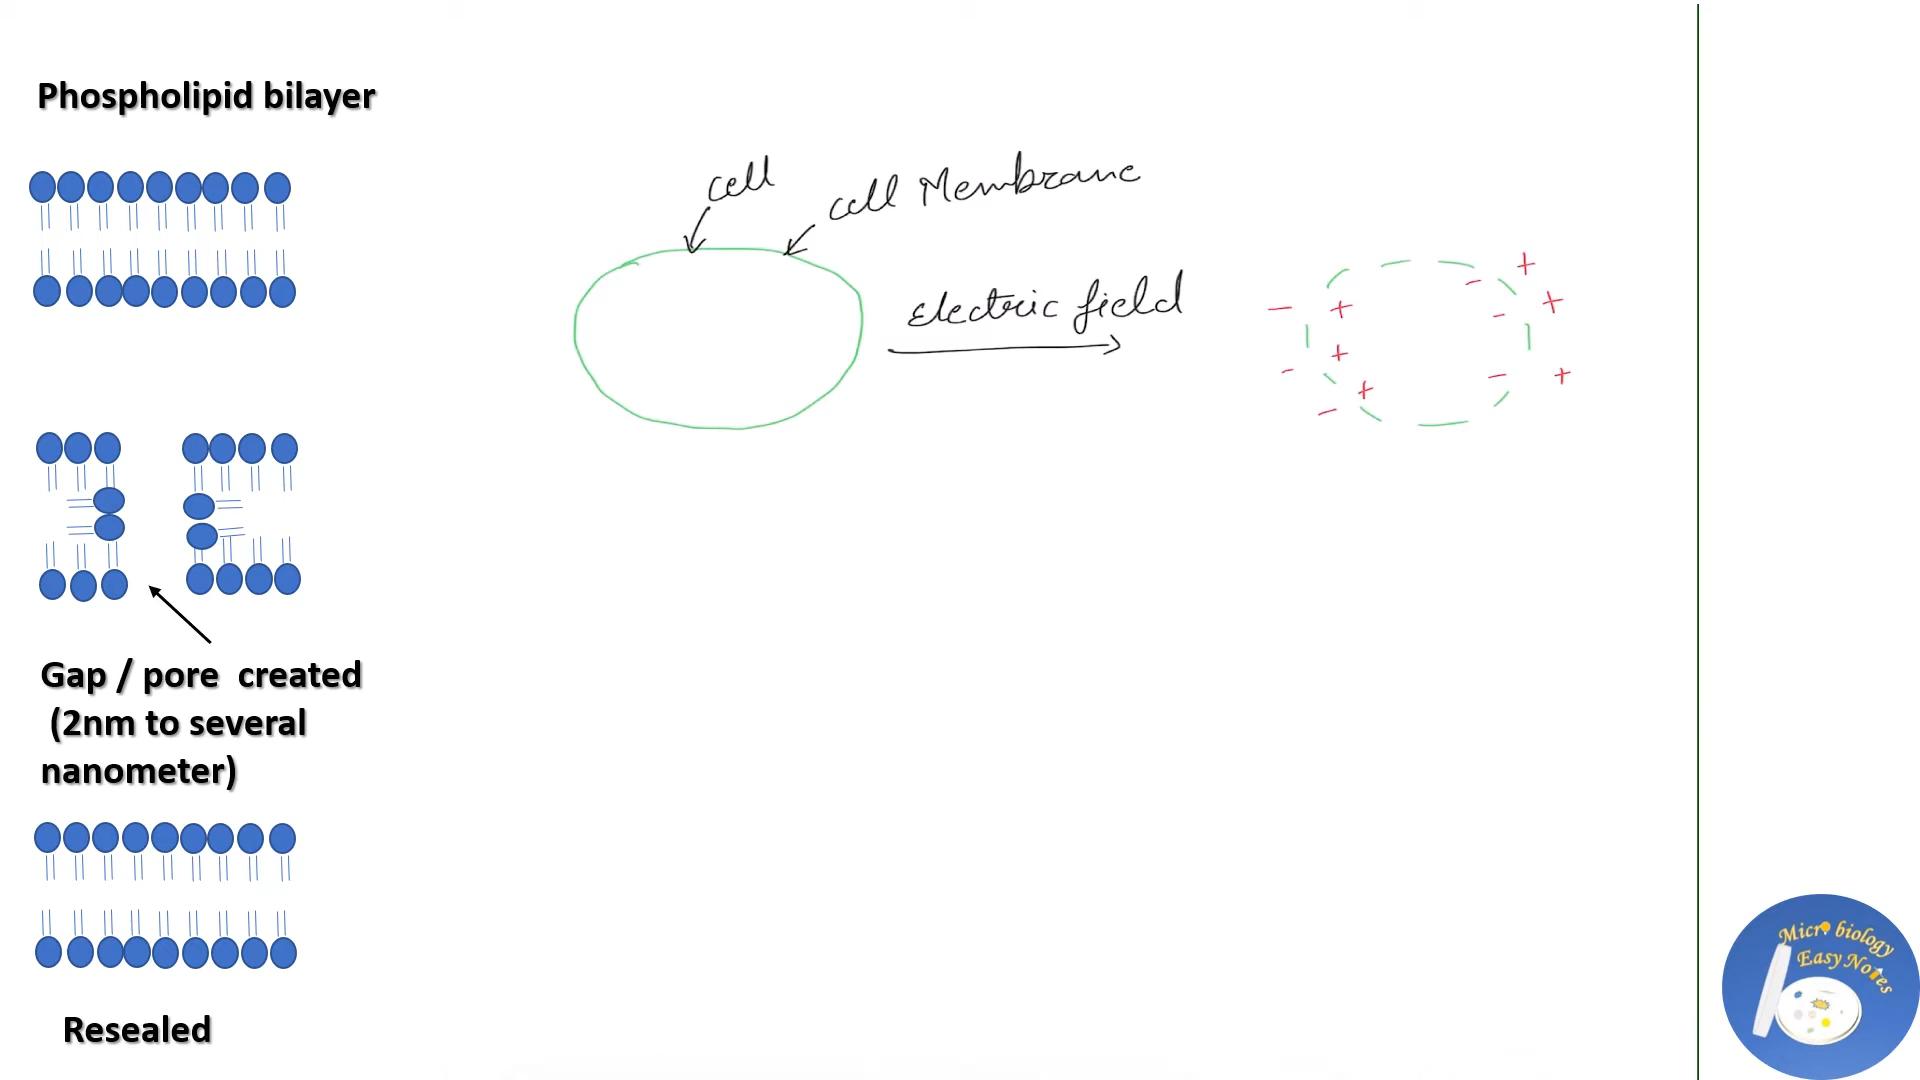 Phospholipid bilayer
cell
cell Membrane
Electric field
- + - + - + + - - + - + - +
Gap / pore created
(2nm to several
nanometer)
Resealed
Micro biology
Easy Notes